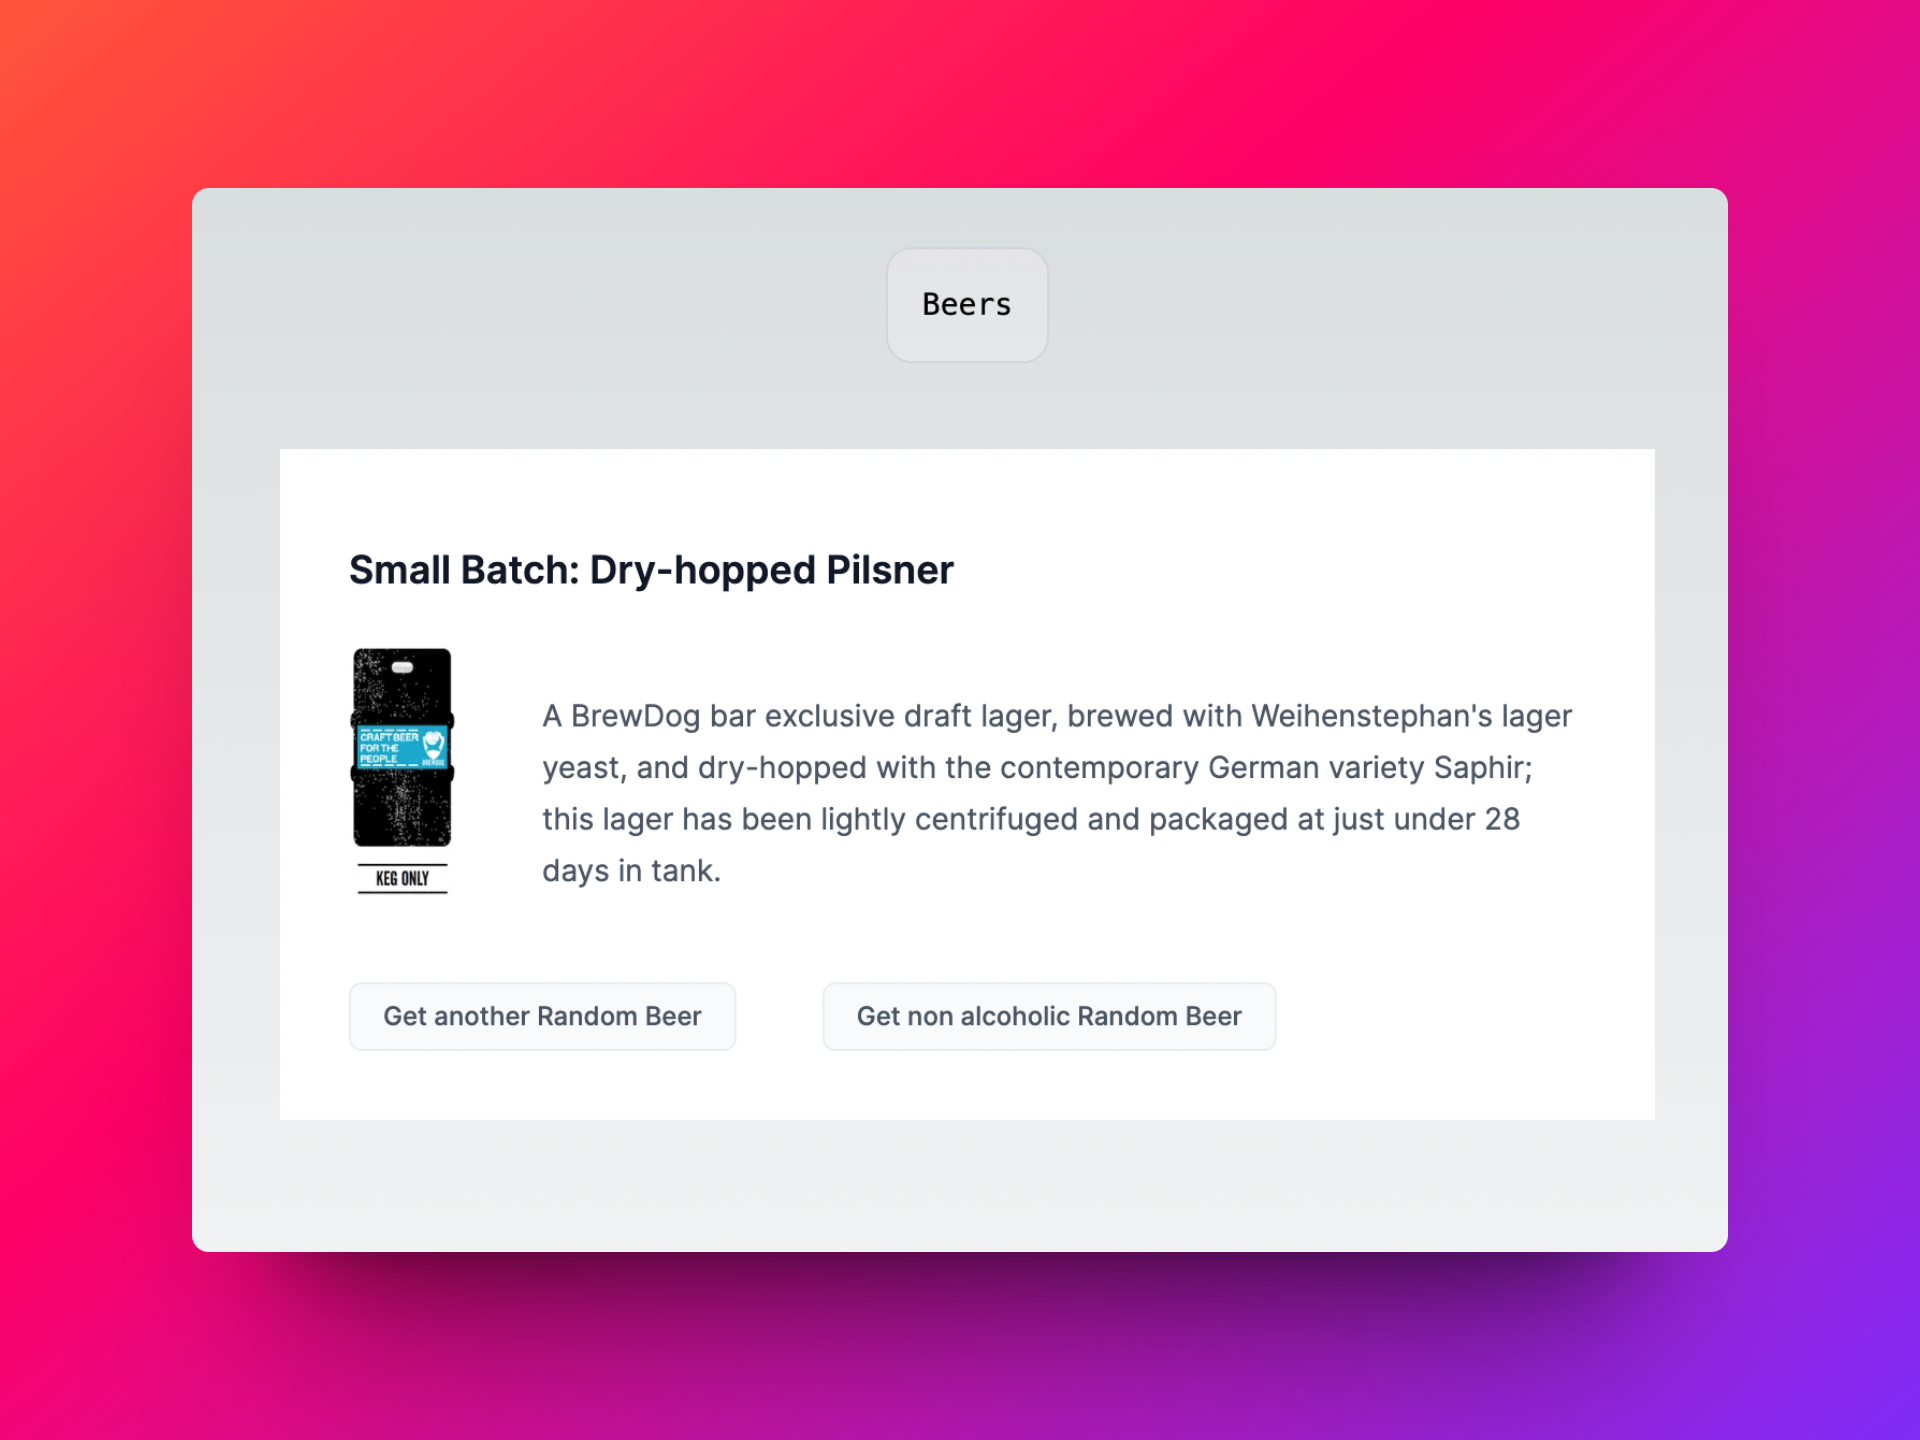 Beers
Small Batch: Dry-hopped Pilsner
CRAFT BEER
FOR THE
PEOPLE
BREWDOG
KEG ONLY
A BrewDog bar exclusive draft lager, brewed with Weihenstephan's lager
yeast, and dry-hopped with the contemporary German variety Saphir;
this lager has been lightly centrifuged and packaged at just under 28
days in tank.
Get another Random Beer
Get non alcoholic Random Beer